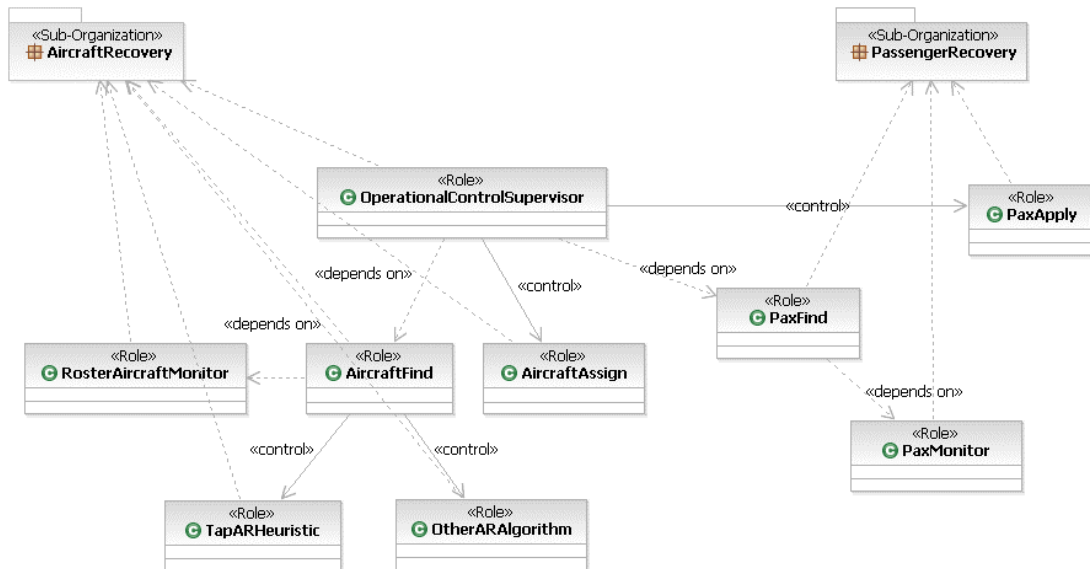 «Sub-Organization»
AircraftRecovery
«Sub-Organization»
PassengerRecovery
«Role»
OperationalControlSupervisor
«Role»
PaxApply
«control»
«depends on»
«depends on»
«control»
«Role»
PaxFind
«depends on»
«Role»
RosterAircraftMonitor
«Role»
AircraftFind
«Role»
AircraftAssign
«depends on»
«Role»
PaxMonitor
«control»
«control»
«Role»
TapARHeuristic
«Role»
OtherARAlgorithm